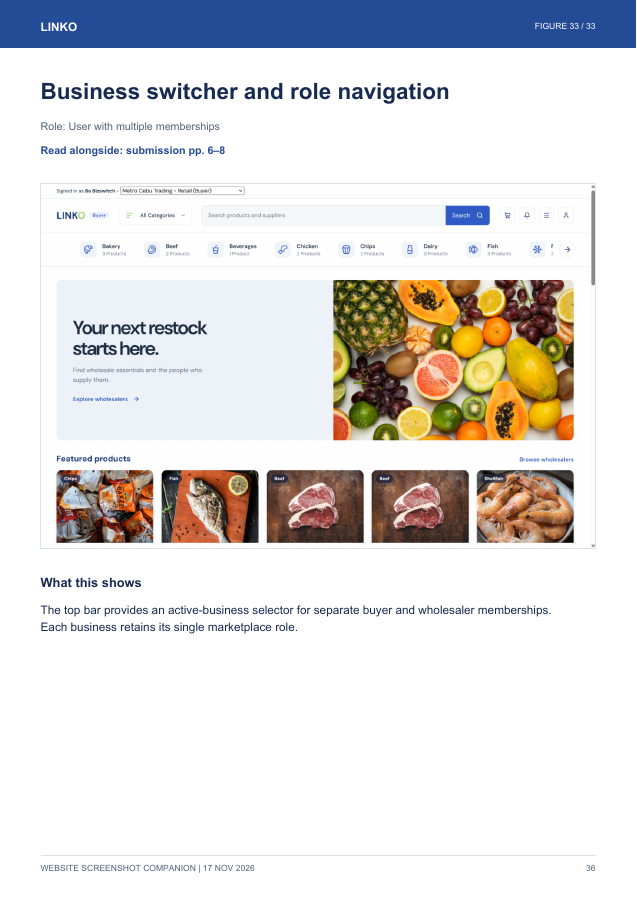 LINKO
FIGURE 33 / 33
Business switcher and role navigation
Role: User with multiple memberships
Read alongside: submission pp. 6–8
Signed in as Bo Bizswitch - Metro Cebu Trading - Retail (Buyer)
LINKO Buyer All Categories Search products and suppliers Search
Bakery Beef Beverages Chicken Chips Dairy Fish F
3 Products 2 Products 1 Product 2 Products 2 Products 3 Products 3 Products
Your next restock
starts here.
Find wholesale essentials and the people who
supply them.
Explore wholesalers
Featured products
Browse wholesalers
Chips Fish Beef Beef Shellfish
What this shows
The top bar provides an active-business selector for separate buyer and wholesaler memberships.
Each business retains its single marketplace role.
WEBSITE SCREENSHOT COMPANION | 17 NOV 2026
36